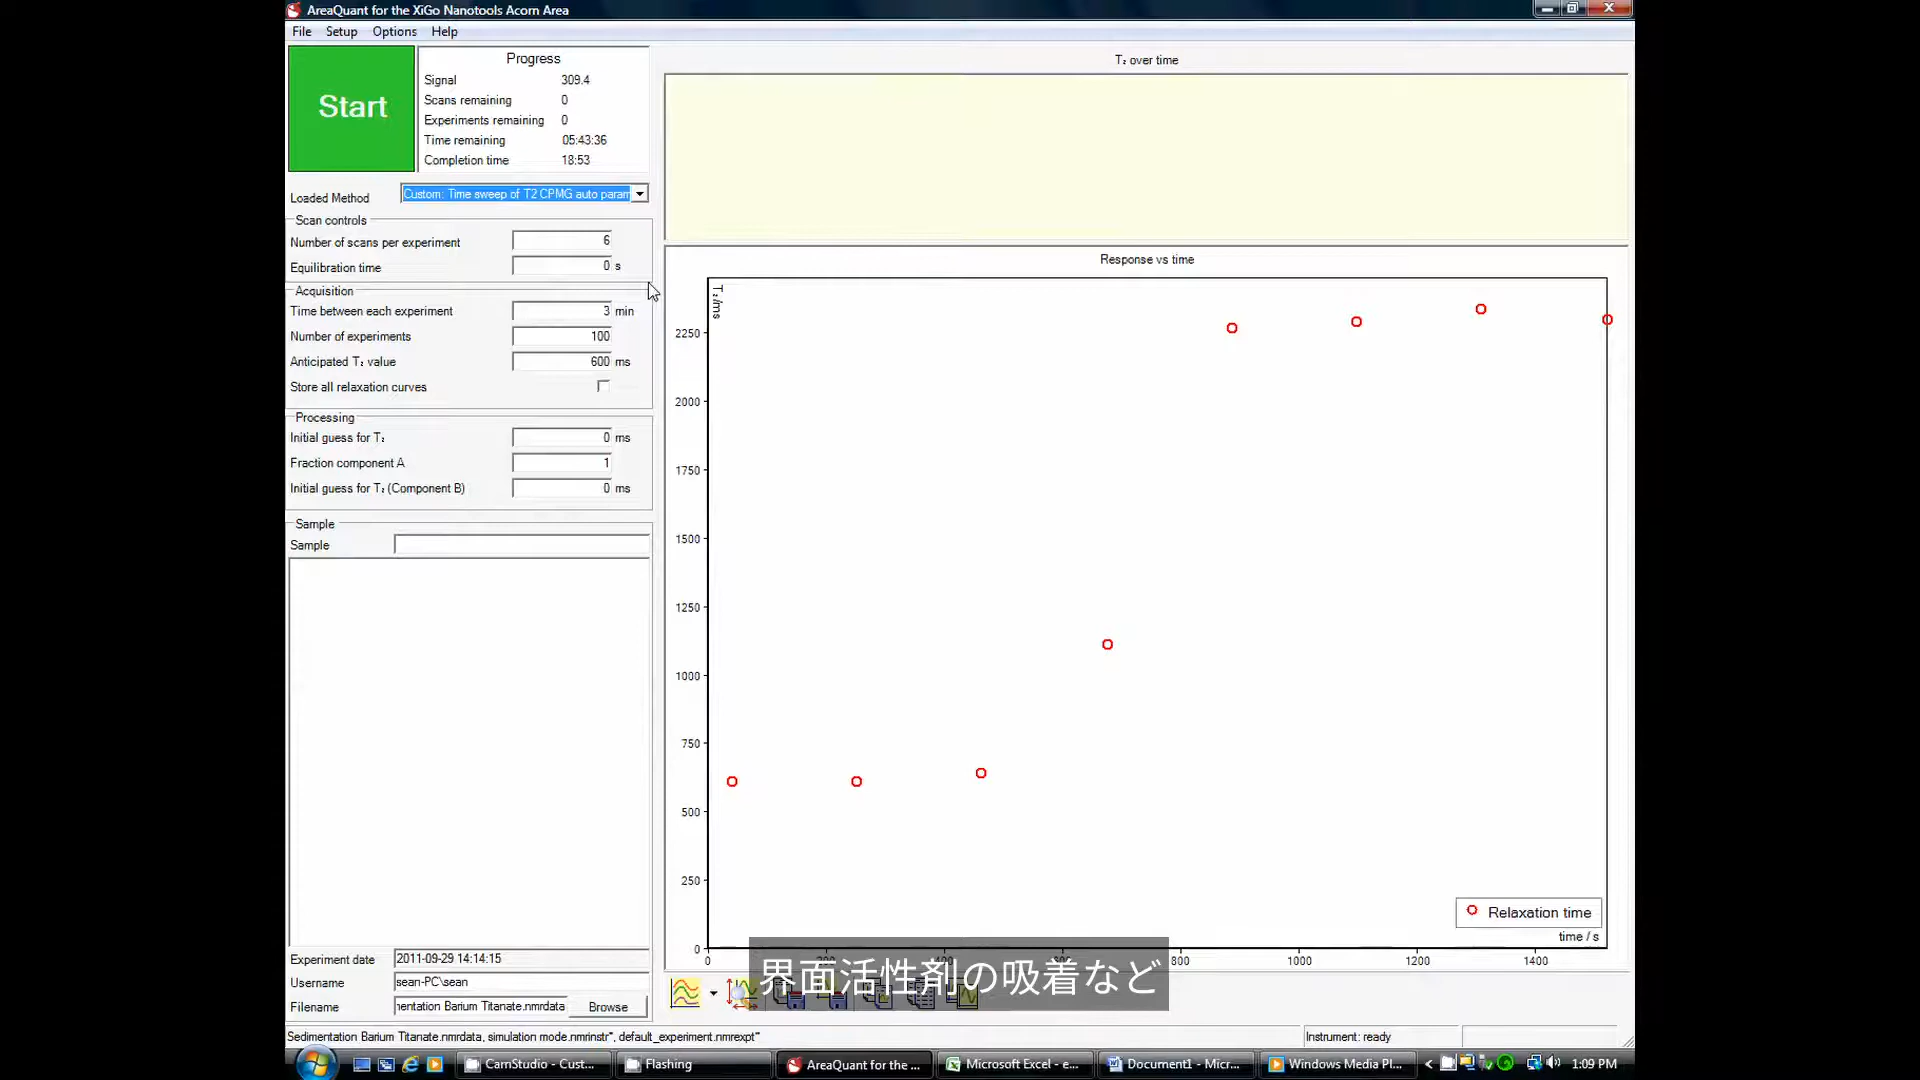 AreaQuant for the XiGo Nanotools Acorn Area
File Setup Options Help
Start
Progress
Signal 309.4
Scans remaining 0
Experiments remaining 0
Time remaining 05:43:36
Completion time 18:53
Loaded Method Custom: Time sweep of T2 CPMG auto param
Scan controls
Number of scans per experiment 6
Equilibration time 0 s
Acquisition
Time between each experiment 3 min
Number of experiments 100
Anticipated T₂ value 600 ms
Store all relaxation curves
Processing
Initial guess for T₂ 0 ms
Fraction component A 1
Initial guess for T₂ (Component B) 0 ms
Sample
Sample
Experiment date 2011-09-29 14:14:15
Username sean-PC\sean
Filename nentation Barium Titanate.nmrdata Browse
T₂ over time
Response vs time
T₂/ms
2250
2000
1750
1500
1250
1000
750
500
250
0
0 800 1000 1200 1400
Relaxation time
time / s
界面活性剤の吸着など
Sedimentation Barium Titanate.nmrdata, simulation mode.nmrinstr*, default_experiment.nmrexpt* Instrument: ready
CamStudio - Cust... Flashing AreaQuant for the ... Microsoft Excel - e... Document1 - Micr... Windows Media Pl... 1:09 PM